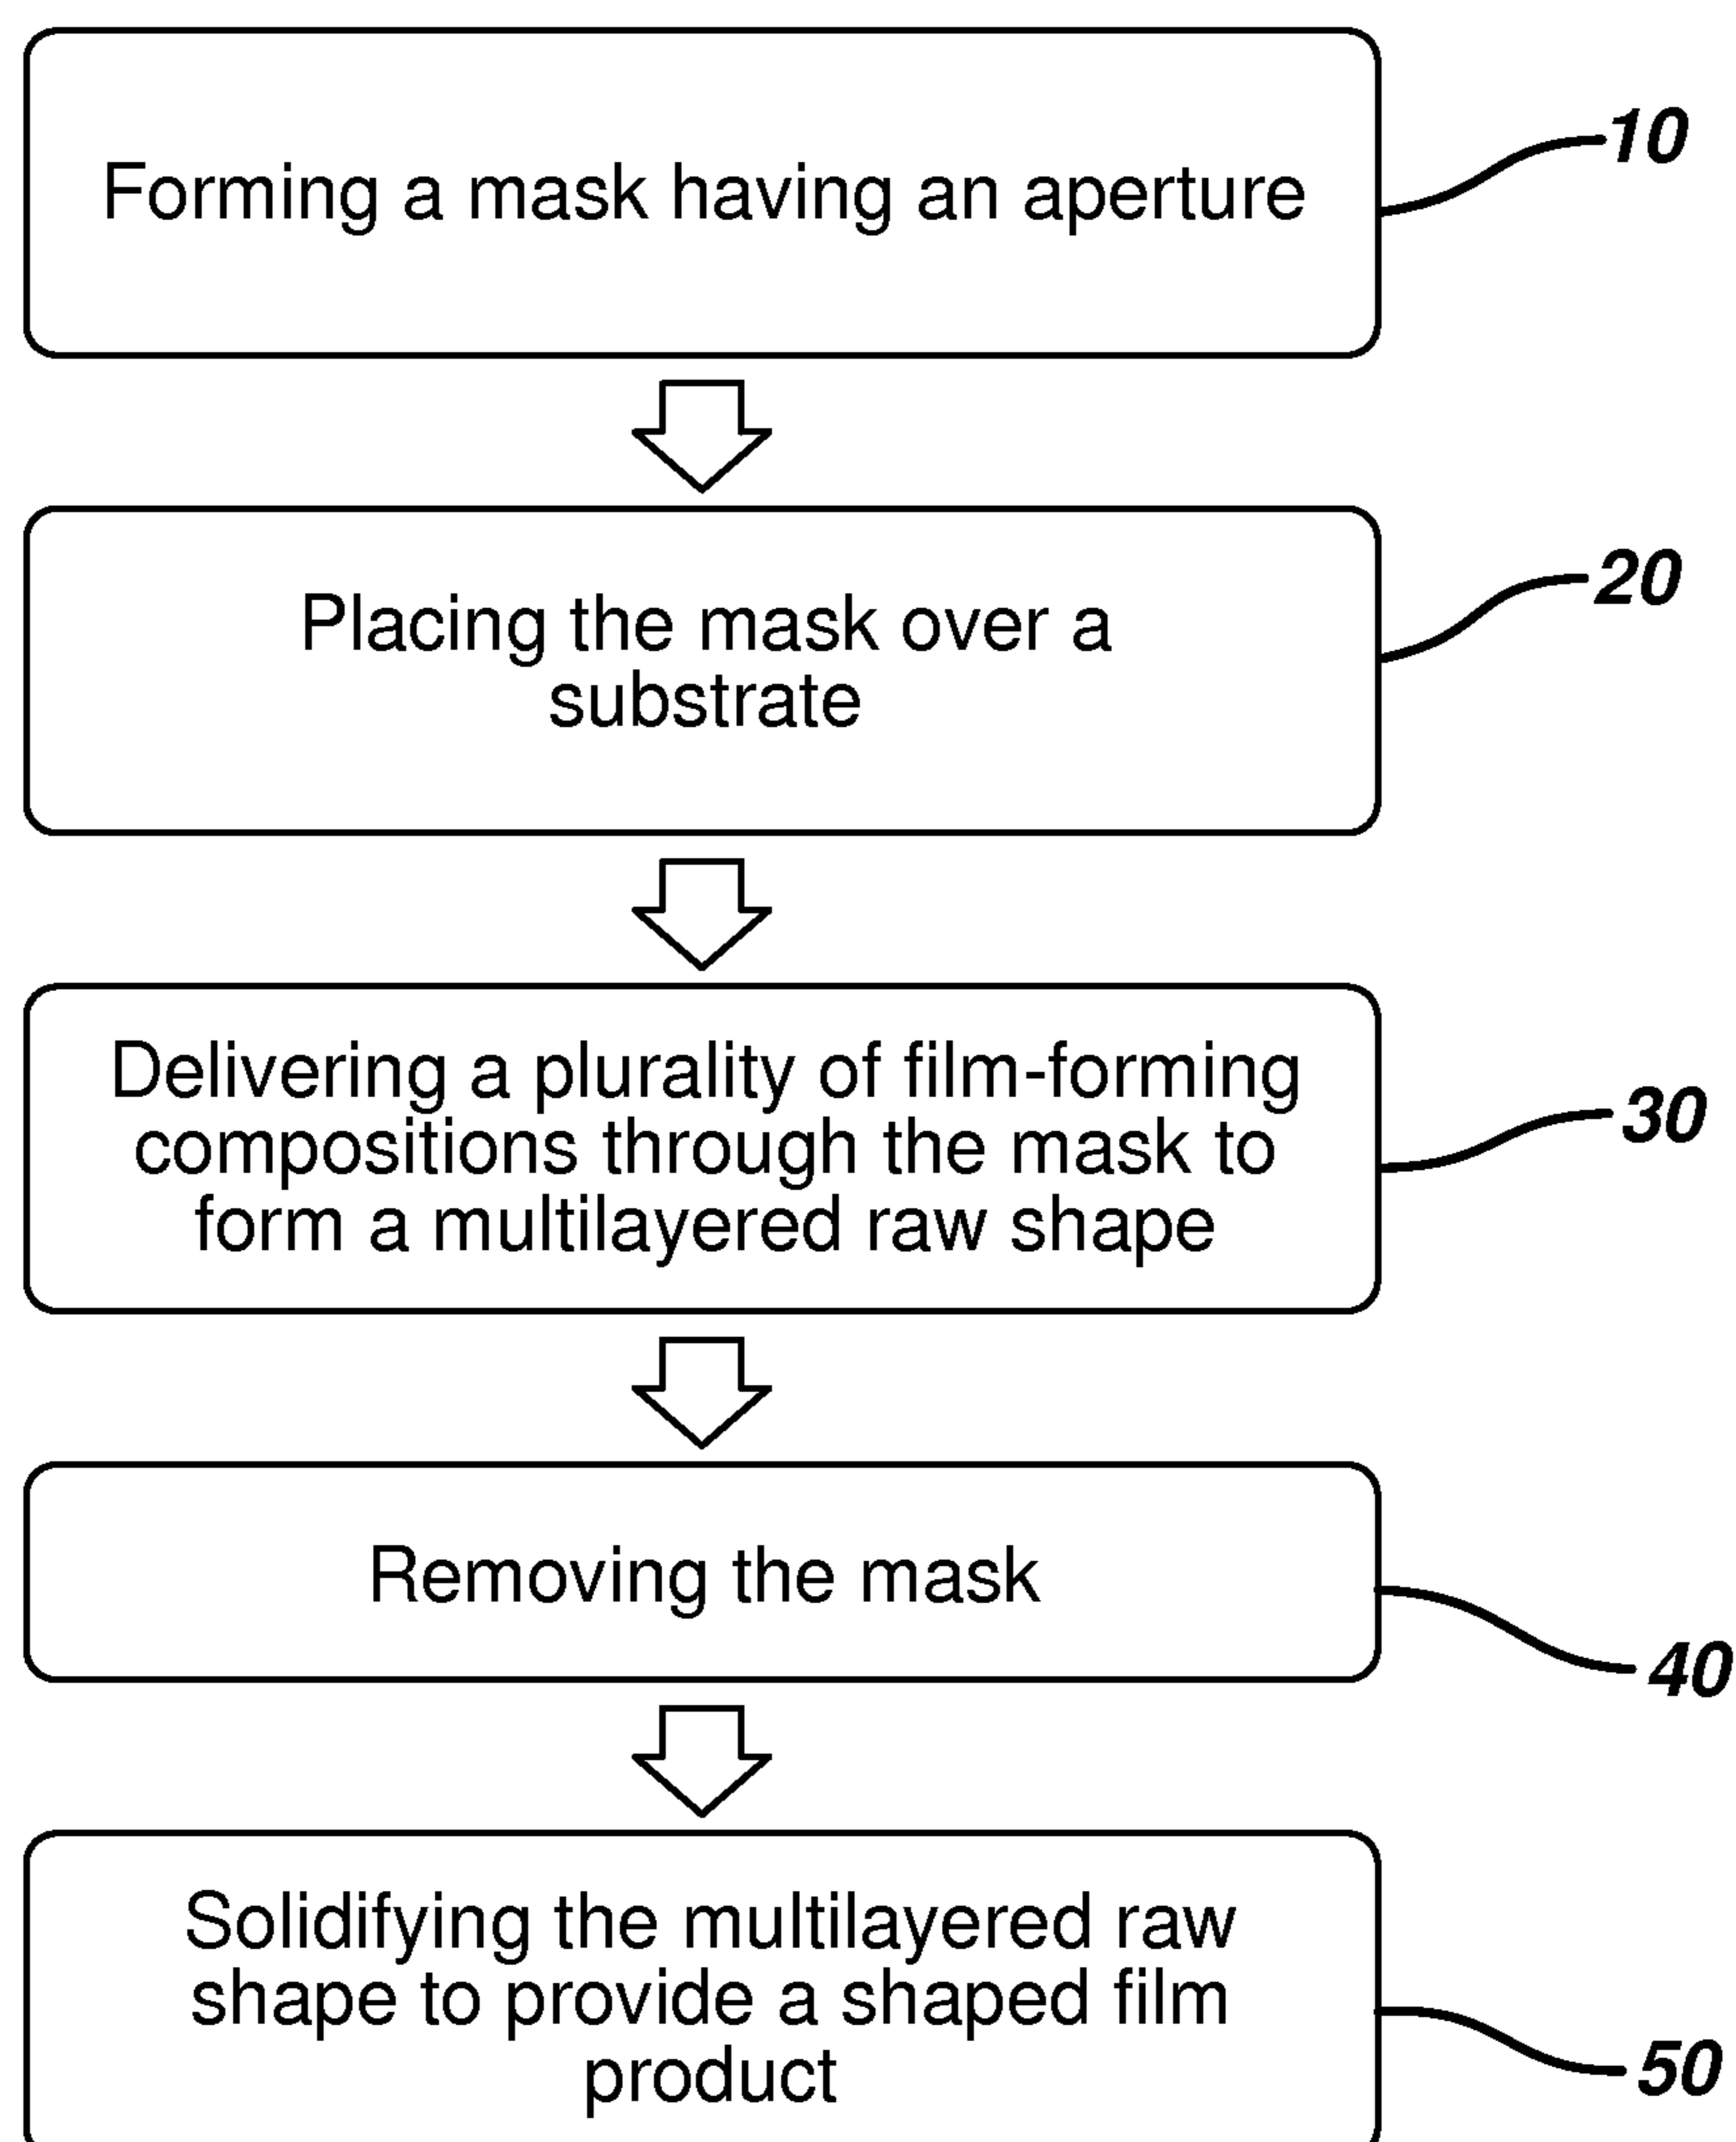 Forming a mask having an aperture
10
Placing the mask over a
substrate
20
Delivering a plurality of film-forming
compositions through the mask to
form a multilayered raw shape
30
Removing the mask
40
Solidifying the multilayered raw
shape to provide a shaped film
product
50